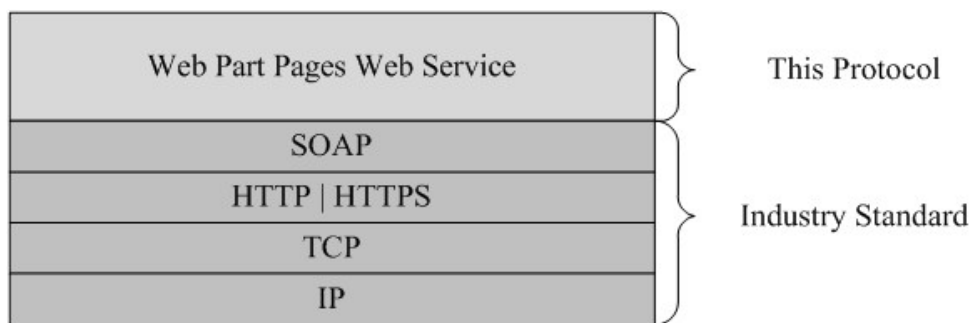 Web Part Pages Web Service
This Protocol
SOAP
HTTP | HTTPS
Industry Standard
TCP
IP